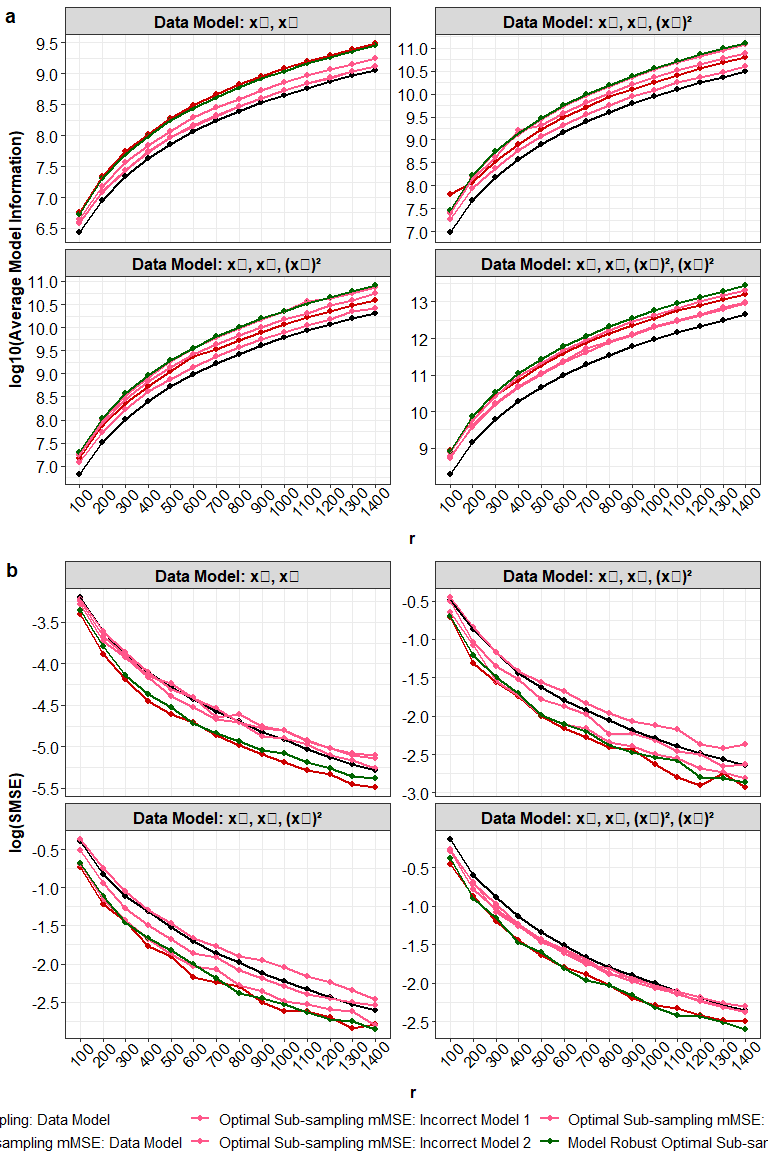 a
Data Model: x□, x□
Data Model: x□, x□, (x□)²
9.5
9.0
8.5
8.0
7.5
7.0
6.5
11.0
10.5
10.0
9.5
9.0
8.5
8.0
7.5
7.0
log10(Average Model Information)
Data Model: x□, x□, (x□)²
Data Model: x□, x□, (x□)², (x□)²
11.0
10.5
10.0
9.5
9.0
8.5
8.0
7.5
7.0
13
12
11
10
9
100 200 300 400 500 600 700 800 900 1000 1100 1200 1300 1400
100 200 300 400 500 600 700 800 900 1000 1100 1200 1300 1400
r
b
Data Model: x□, x□
Data Model: x□, x□, (x□)²
-3.5
-4.0
-4.5
-5.0
-5.5
-0.5
-1.0
-1.5
-2.0
-2.5
-3.0
log(SMSE)
Data Model: x□, x□, (x□)²
Data Model: x□, x□, (x□)², (x□)²
-0.5
-1.0
-1.5
-2.0
-2.5
-0.5
-1.0
-1.5
-2.0
-2.5
100 200 300 400 500 600 700 800 900 1000 1100 1200 1300 1400
100 200 300 400 500 600 700 800 900 1000 1100 1200 1300 1400
r
pling: Data Model
Optimal Sub-sampling mMSE: Incorrect Model 1
Optimal Sub-sampling mMSE:
sampling mMSE: Data Model
Optimal Sub-sampling mMSE: Incorrect Model 2
Model Robust Optimal Sub-sa